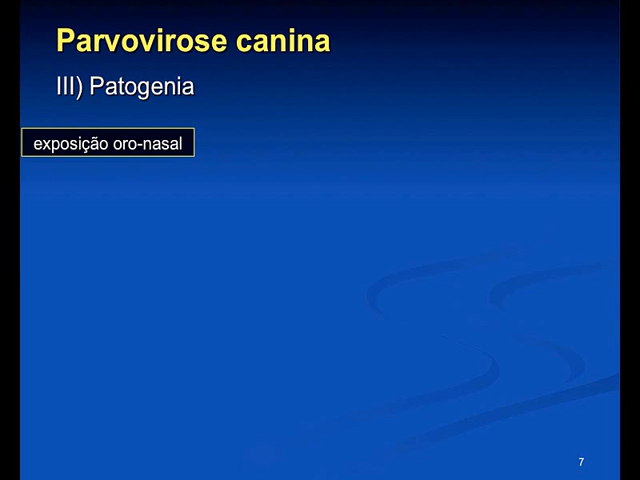 Parvovirose canina
III) Patogenia
exposição oro-nasal
7